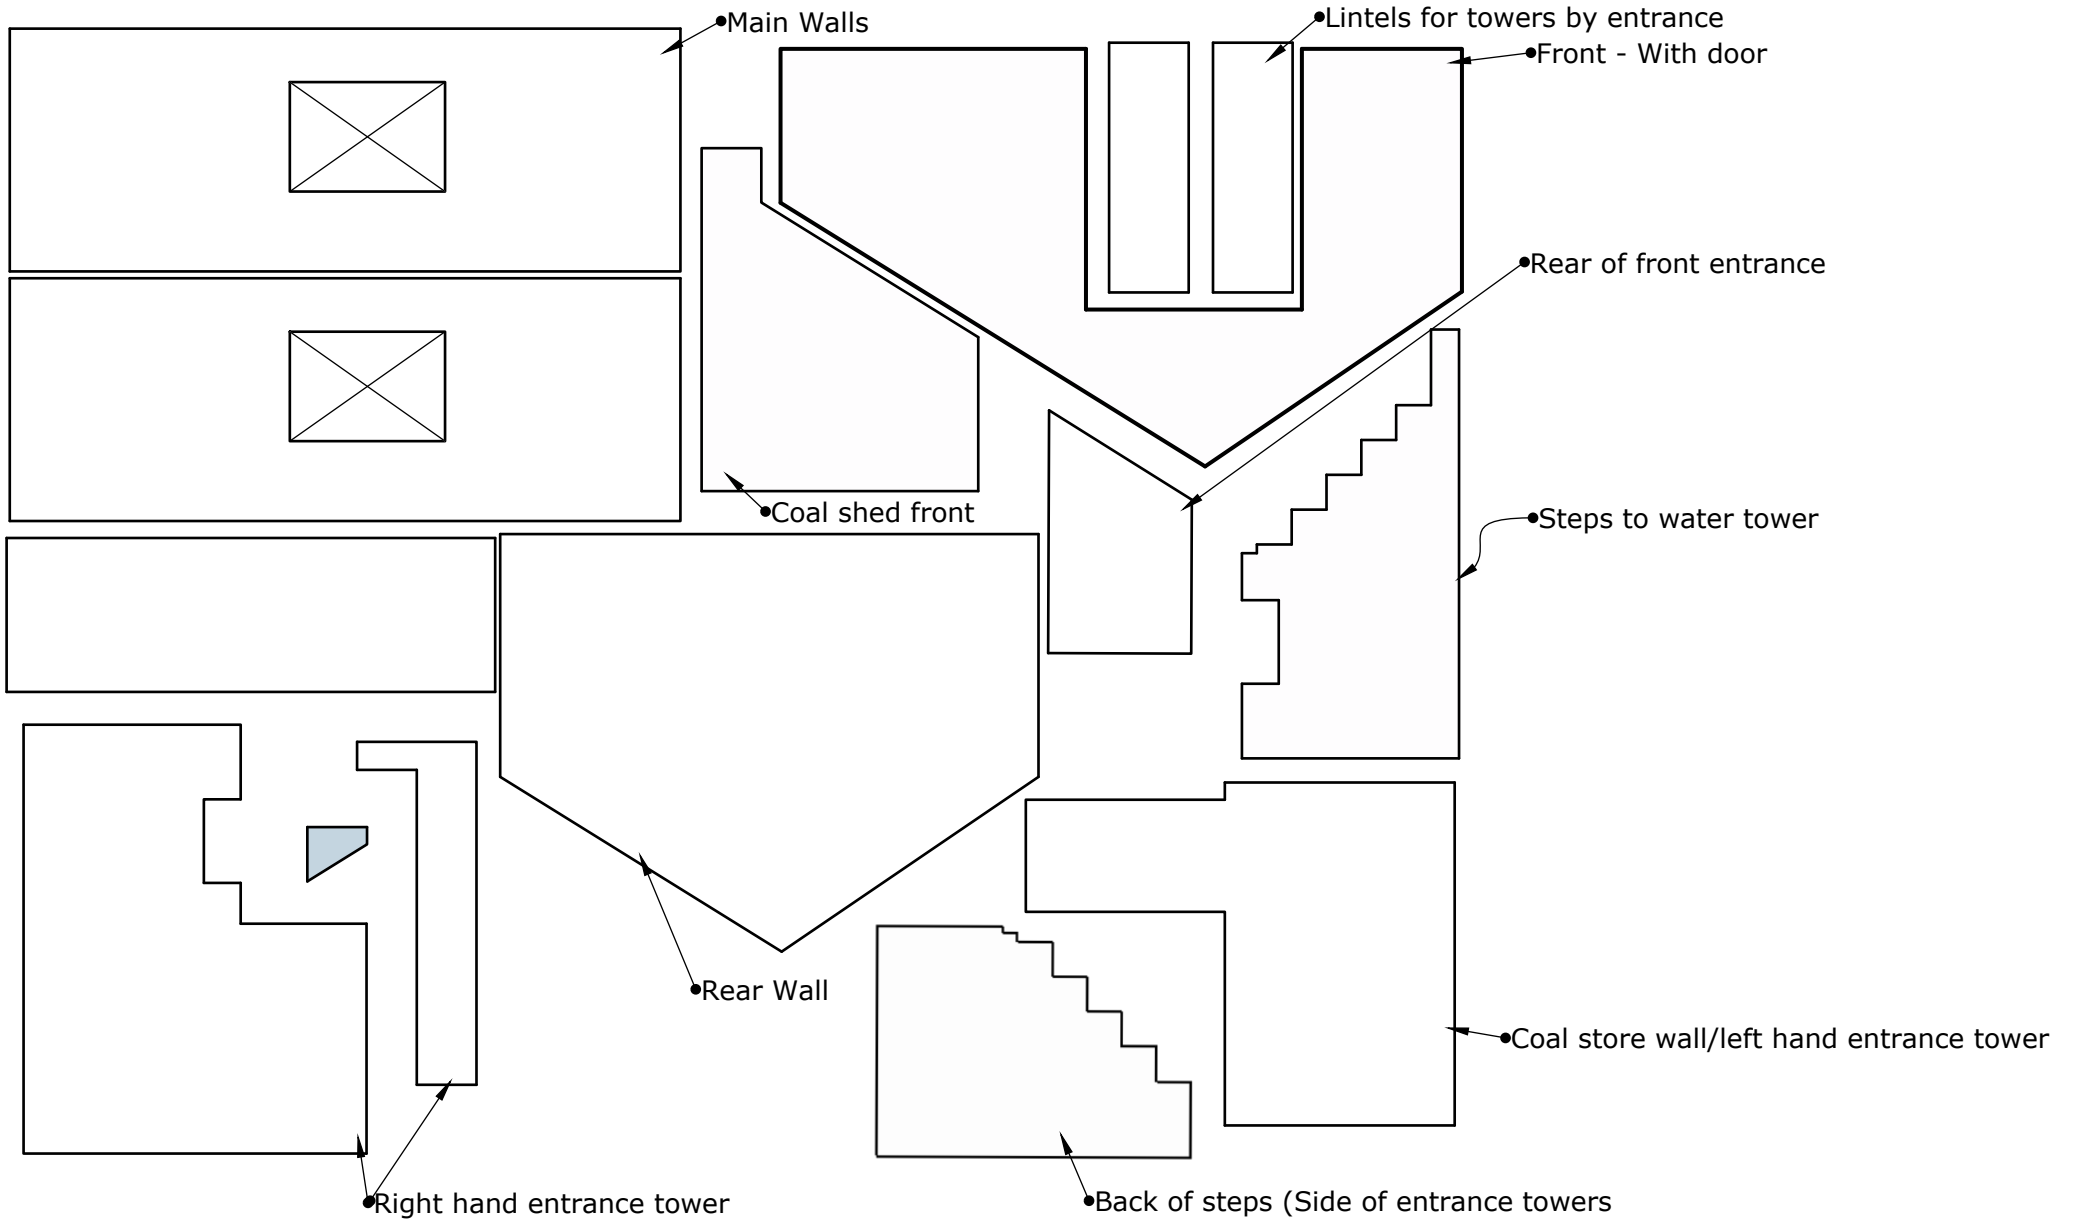 Main Walls
Lintels for towers by entrance
Front - With door
Rear of front entrance
Coal shed front
Steps to water tower
Rear Wall
Coal store wall/left hand entrance tower
Right hand entrance tower
Back of steps (Side of entrance towers